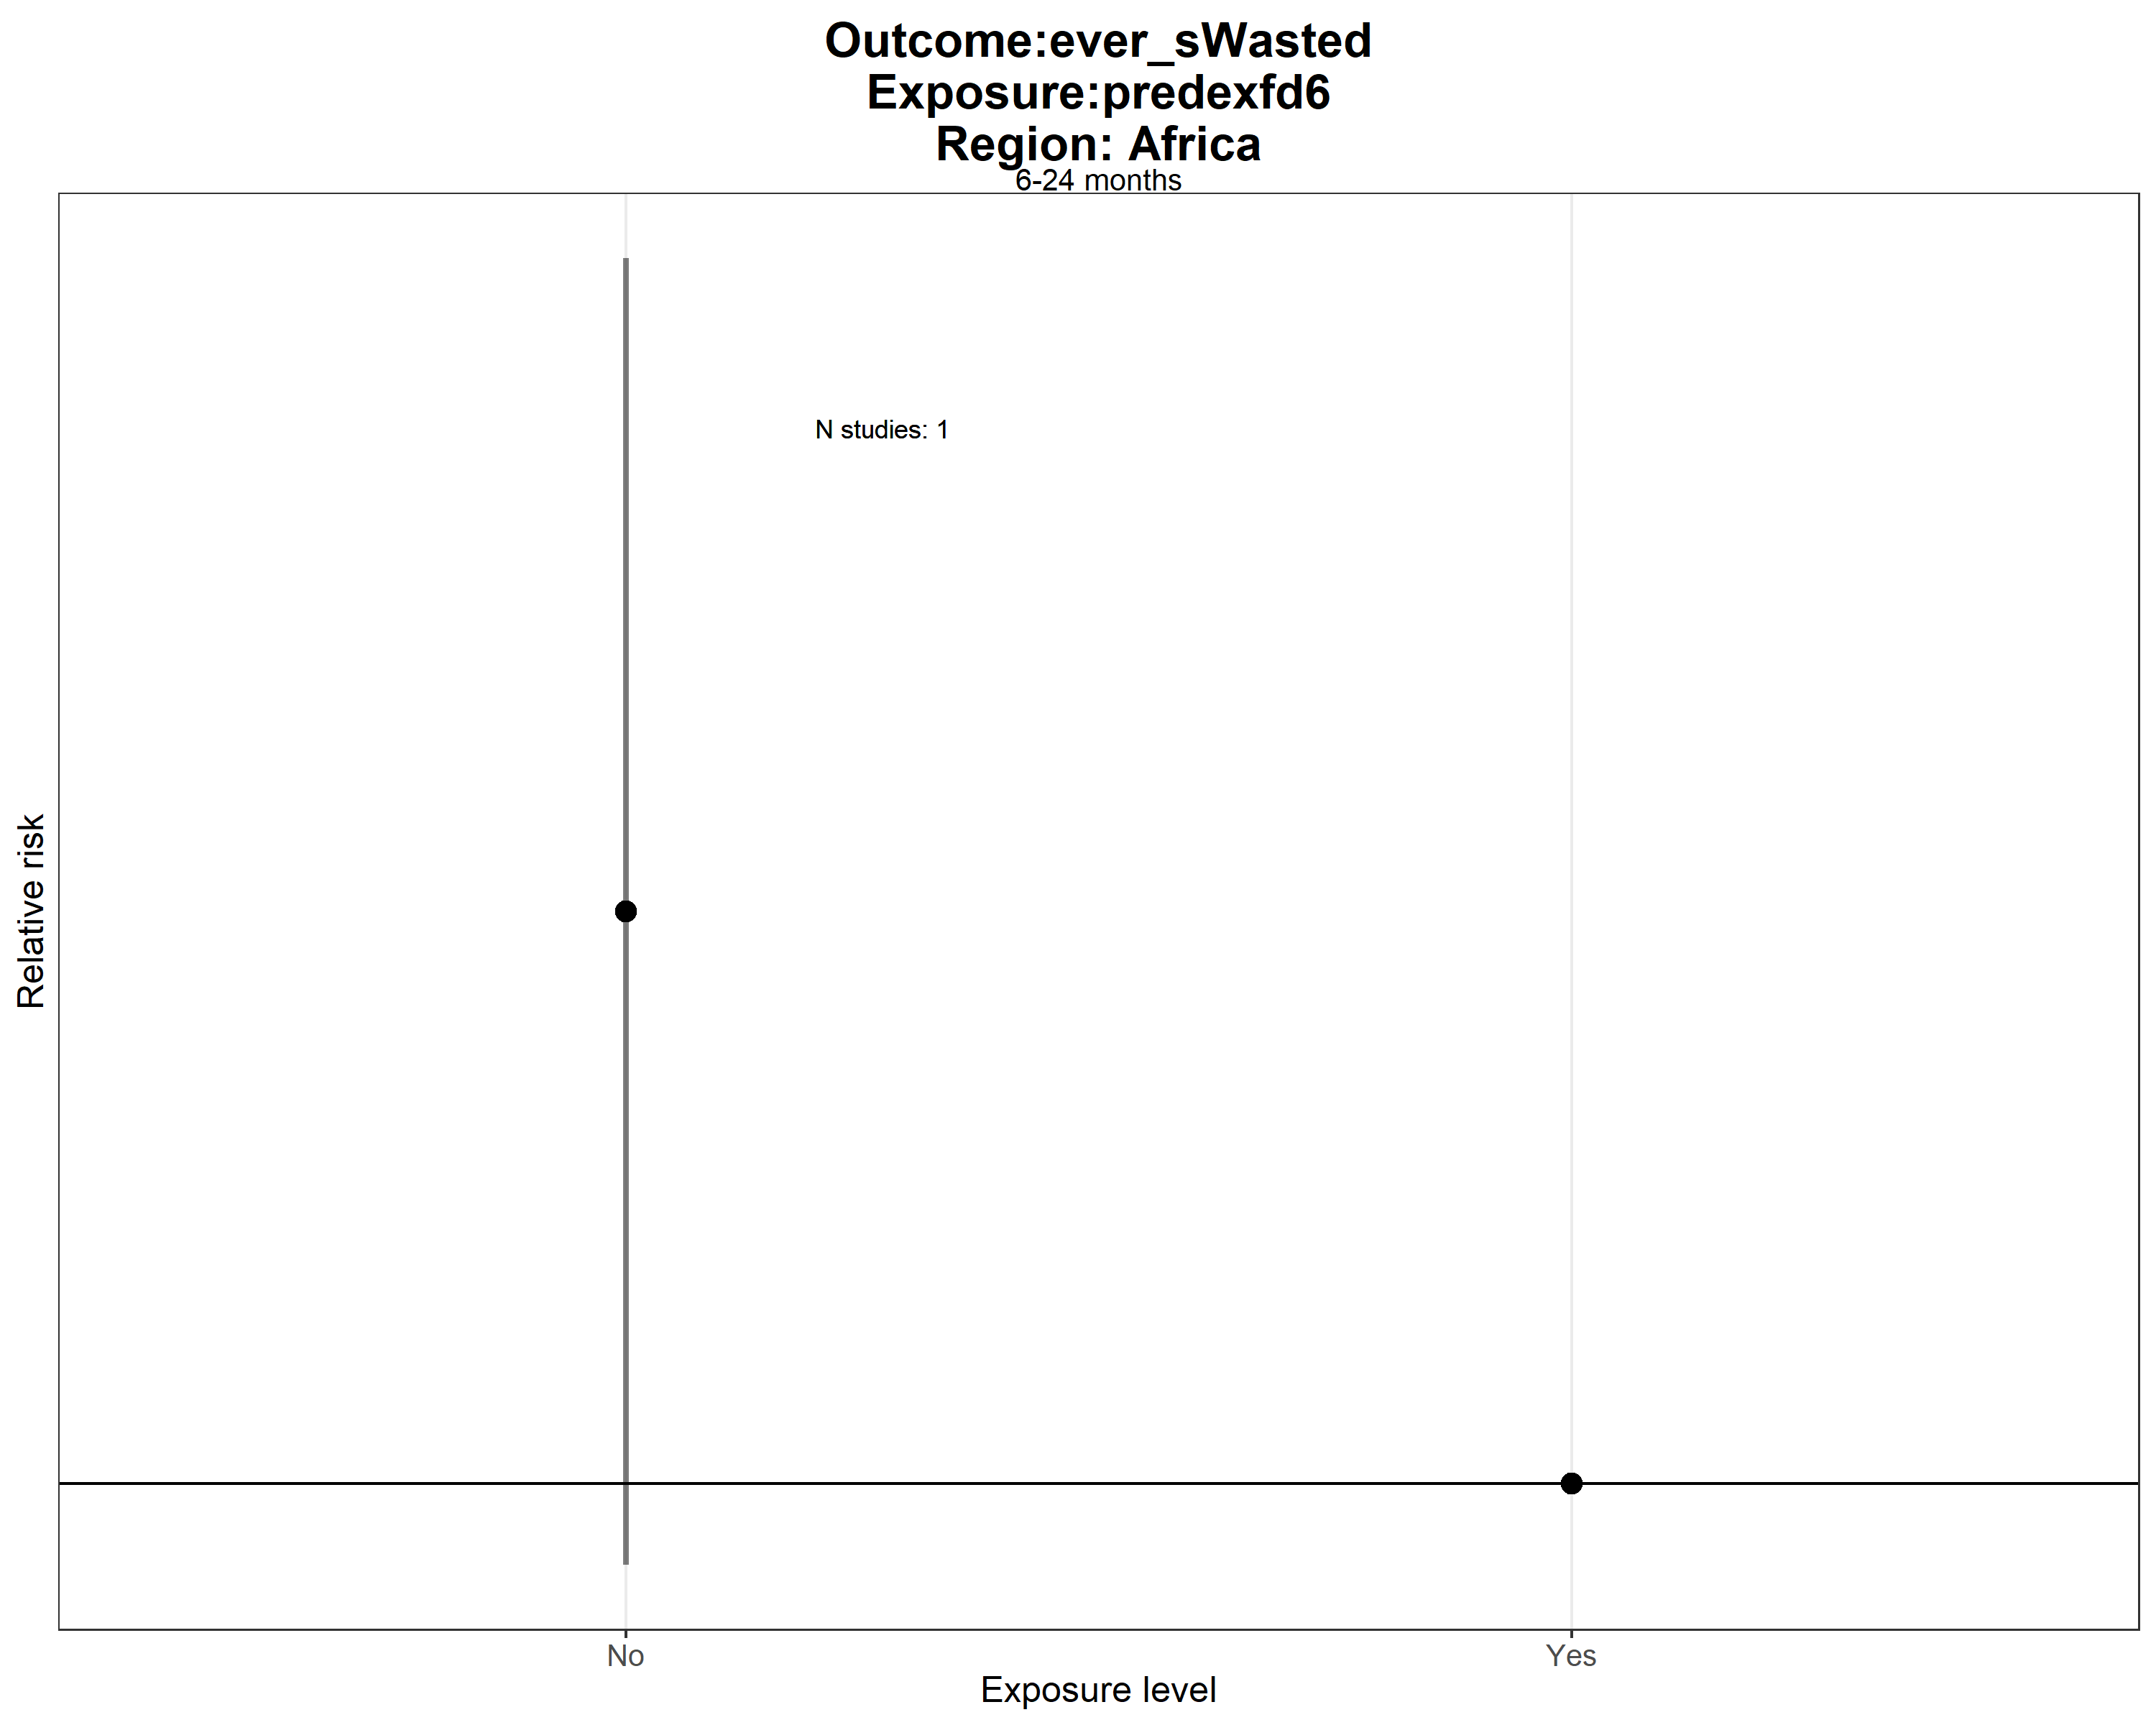 Outcome:ever_sWasted
Exposure:predexfd6
Region: Africa
6-24 months
N studies: 1
Relative risk
No
Yes
Exposure level